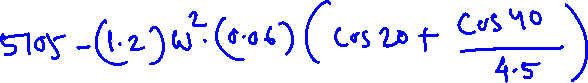 5705 - (1.2) ω². (0.06) ( cos 20 + cos 40 / 4.5 )